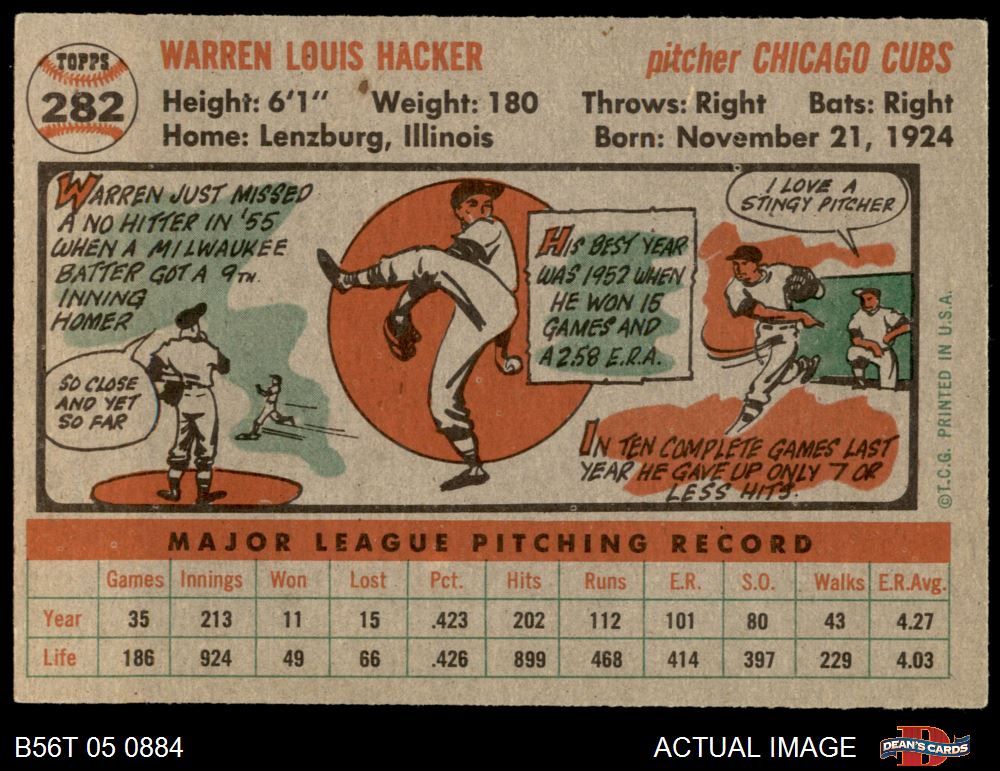 TOPPS
282
WARREN LOUIS HACKER
pitcher CHICAGO CUBS
Height: 6'1" Weight: 180 Throws: Right Bats: Right
Home: Lenzburg, Illinois Born: November 21, 1924
WARREN JUST MISSED
A NO HITTER IN '55
WHEN A MILWAUKEE
BATTER GOT A 9TH
INNING
HOMER
SO CLOSE
AND YET
SO FAR
HIS BEST YEAR
WAS 1952 WHEN
HE WON 15
GAMES AND
A 2.58 E.R.A.
I LOVE A
STINGY PITCHER
IN TEN COMPLETE GAMES LAST
YEAR HE GAVE UP ONLY 7 OR
LESS HITS.
©T.C.G. PRINTED IN U.S.A.
MAJOR LEAGUE PITCHING RECORD
Games Innings Won Lost Pct. Hits Runs E.R. S.O. Walks E.R.Avg.
Year 35 213 11 15 .423 202 112 101 80 43 4.27
Life 186 924 49 66 .426 899 468 414 397 229 4.03
B56T 05 0884
ACTUAL IMAGE
DEAN'S CARDS